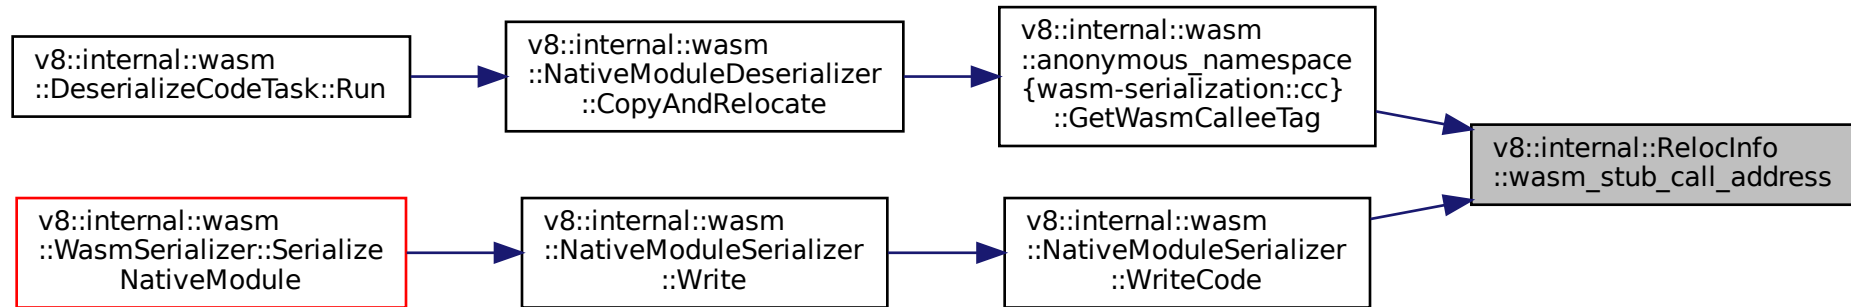 v8::internal::wasm
::DeserializeCodeTask::Run
v8::internal::wasm
::NativeModuleDeserializer
::CopyAndRelocate
v8::internal::wasm
::anonymous_namespace
{wasm-serialization::cc}
::GetWasmCalleeTag
v8::internal::RelocInfo
::wasm_stub_call_address
v8::internal::wasm
::WasmSerializer::Serialize
NativeModule
v8::internal::wasm
::NativeModuleSerializer
::Write
v8::internal::wasm
::NativeModuleSerializer
::WriteCode